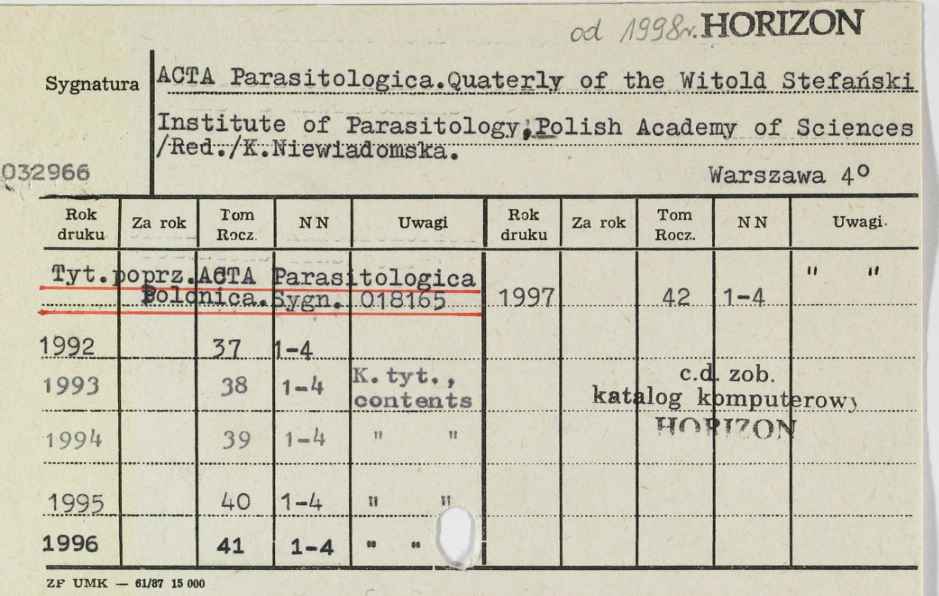 od 1998r. HORIZON
Sygnatura
ACTA Parasitologica.Quaterly of the Witold Stefański
Institute of Parasitology,Polish Academy of Sciences
/Red./K.Niewiadomska.
032966
Warszawa 4º
Rok druku Za rok Tom Rocz. NN Uwagi Rok druku Za rok Tom Rocz. NN Uwagi
Tyt.poprz.ACTA Parasitologica
Polonica.Sygn. 018165
1997 42 1-4 " "
1992 37 1-4
1993 38 1-4 K.tyt., contents
c.d. zob.
katalog komputerowy
HORIZON
1994 39 1-4 " "
1995 40 1-4 " "
1996 41 1-4 " "
ZF UMK — 61/87 15 000